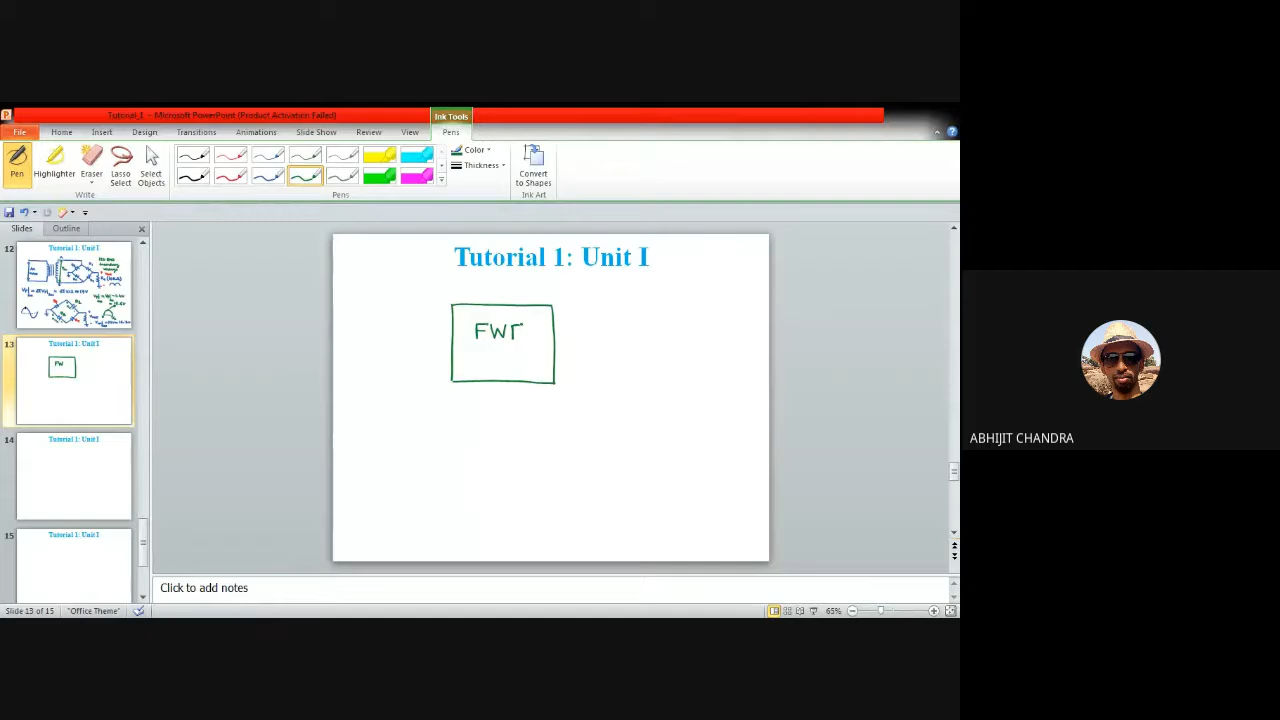 Tutorial_1 - Microsoft PowerPoint (Product Activation Failed)
Ink Tools
File Home Insert Design Transitions Animations Slide Show Review View Pens
Pen Highlighter Eraser Lasso Select Select Objects
Color Thickness
Convert to Shapes
Write Pens Ink Art
Slides Outline
12 Tutorial 1: Unit I
13 Tutorial 1: Unit I
FW
14 Tutorial 1: Unit I
15 Tutorial 1: Unit I
Tutorial 1: Unit I
FWr
Click to add notes
Slide 13 of 15 "Office Theme" 65%
ABHIJIT CHANDRA